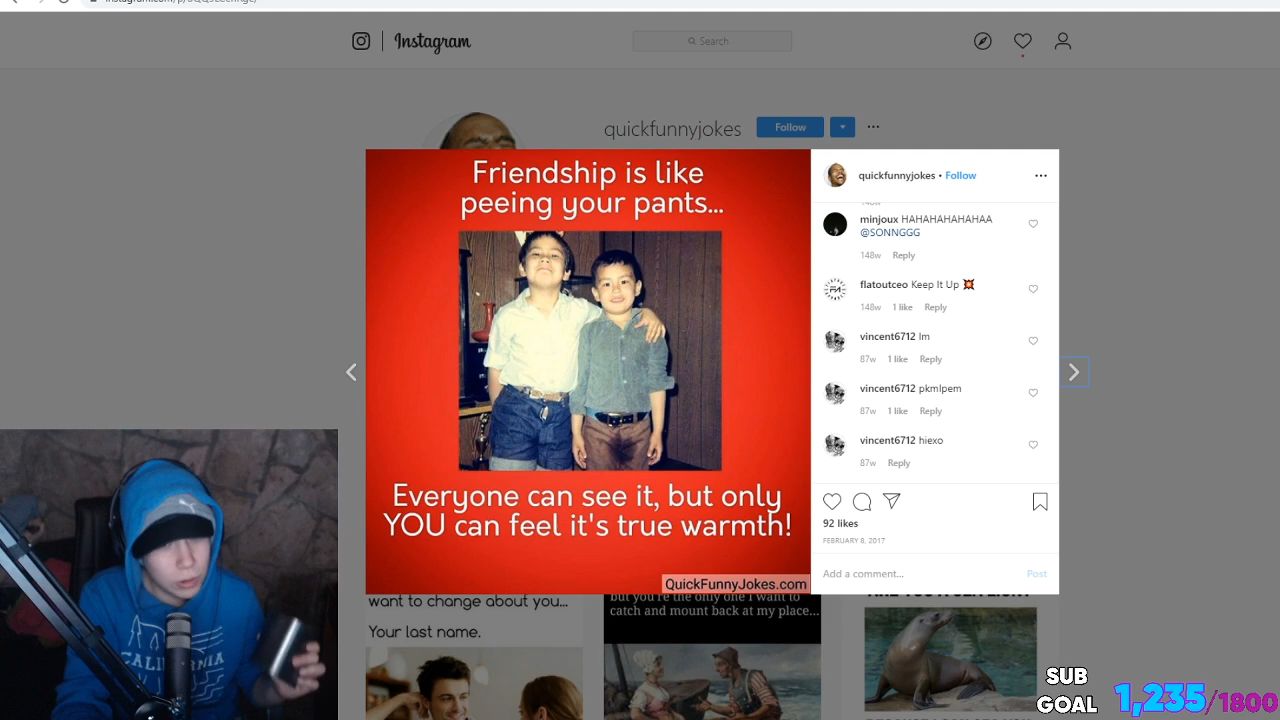 Instagram
Search
quickfunnyjokes
Follow
Friendship is like
peeing your pants...
Everyone can see it, but only
YOU can feel it's true warmth!
QuickFunnyJokes.com
quickfunnyjokes • Follow
minjoux HAHAHAHAHAHAA
@SONNGGG
148w Reply
flatoutceo Keep It Up 💥
148w 1 like Reply
vincent6712 lm
87w 1 like Reply
vincent6712 pkmlpem
87w 1 like Reply
vincent6712 hiexo
87w Reply
92 likes
FEBRUARY 8, 2017
Add a comment...
Post
want to change about you...
Your last name.
but you're the only one I want to
catch and mount back at my place...
CALIFORNIA
SUB
GOAL
1,235/1800